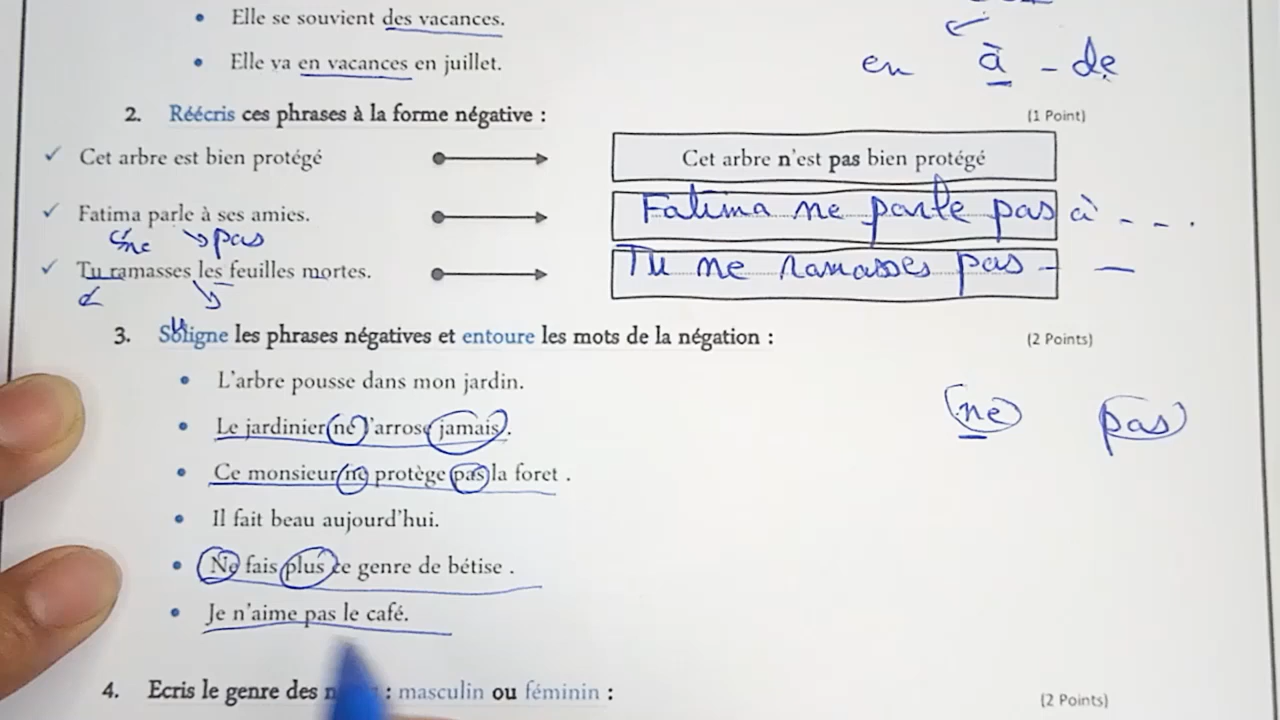 Elle se souvient des vacances.
Elle va en vacances en juillet.
en à - de
2. Réécris ces phrases à la forme négative : (1 Point)
Cet arbre est bien protégé Cet arbre n'est pas bien protégé
Fatima parle à ses amies. Fatima ne parle pas à - - - .
ne pas
Tu ramasses les feuilles mortes. Tu ne ramasses pas - -
3. Souligne les phrases négatives et entoure les mots de la négation : (2 Points)
L'arbre pousse dans mon jardin.
ne pas
Le jardinier ne l'arrose jamais.
Ce monsieur ne protège pas la foret .
Il fait beau aujourd'hui.
Ne fais plus ce genre de bétise .
Je n'aime pas le café.
4. Ecris le genre des : masculin ou féminin : (2 Points)